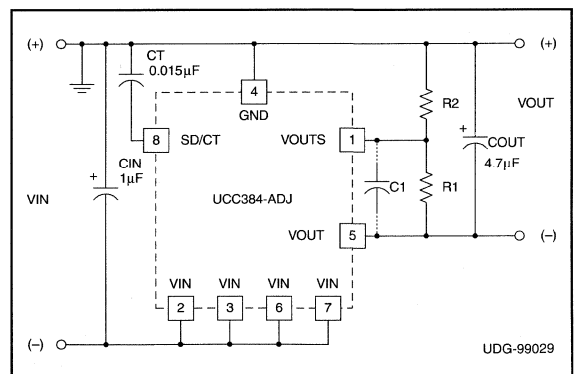 (+)
(+)
CT
0.015µF
4
GND
R2
VOUT
8
SD/CT
VOUTS
1
+
COUT
4.7µF
CIN
1µF
+
VIN
UCC384-ADJ
C1
R1
VOUT
5
(–)
VIN
VIN
VIN
VIN
2
3
6
7
(–)
UDG-99029